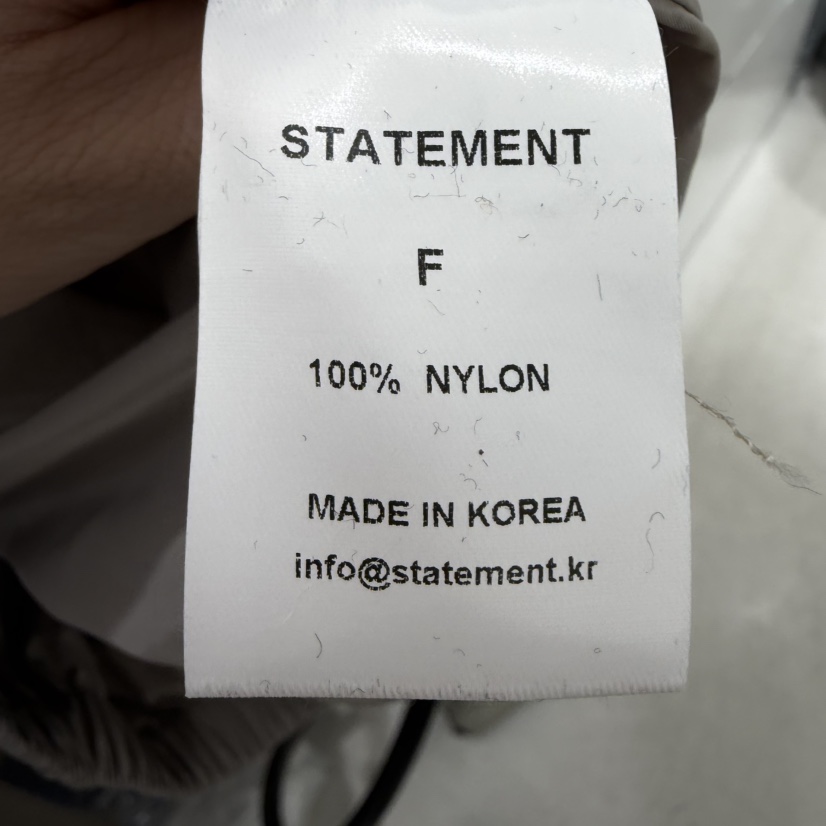 STATEMENT
F
100% NYLON
MADE IN KOREA
info@statement.kr